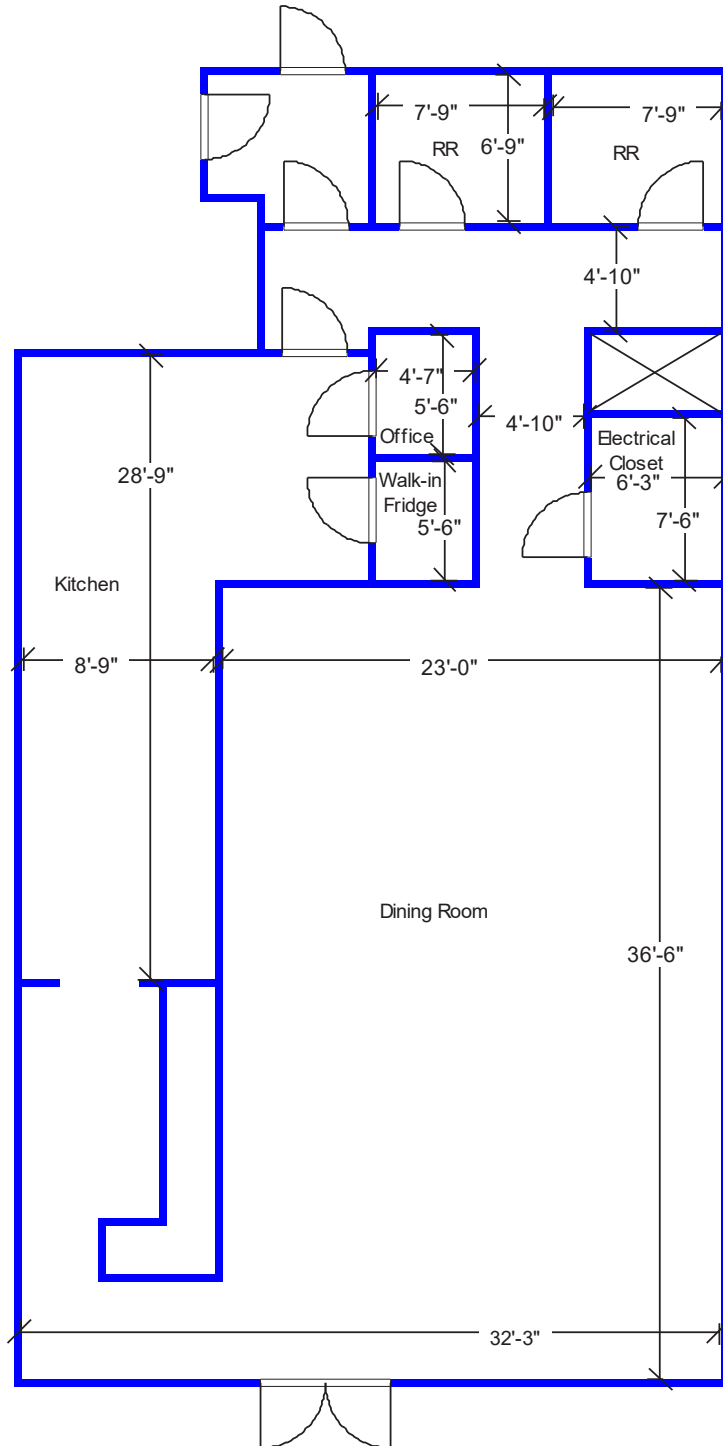 7'-9"
7'-9"
RR
6'-9"
RR
4'-10"
4'-7"
5'-6"
4'-10"
Office
Electrical
Closet
28'-9"
Walk-in
Fridge
6'-3"
5'-6"
7'-6"
Kitchen
8'-9"
23'-0"
Dining Room
36'-6"
32'-3"